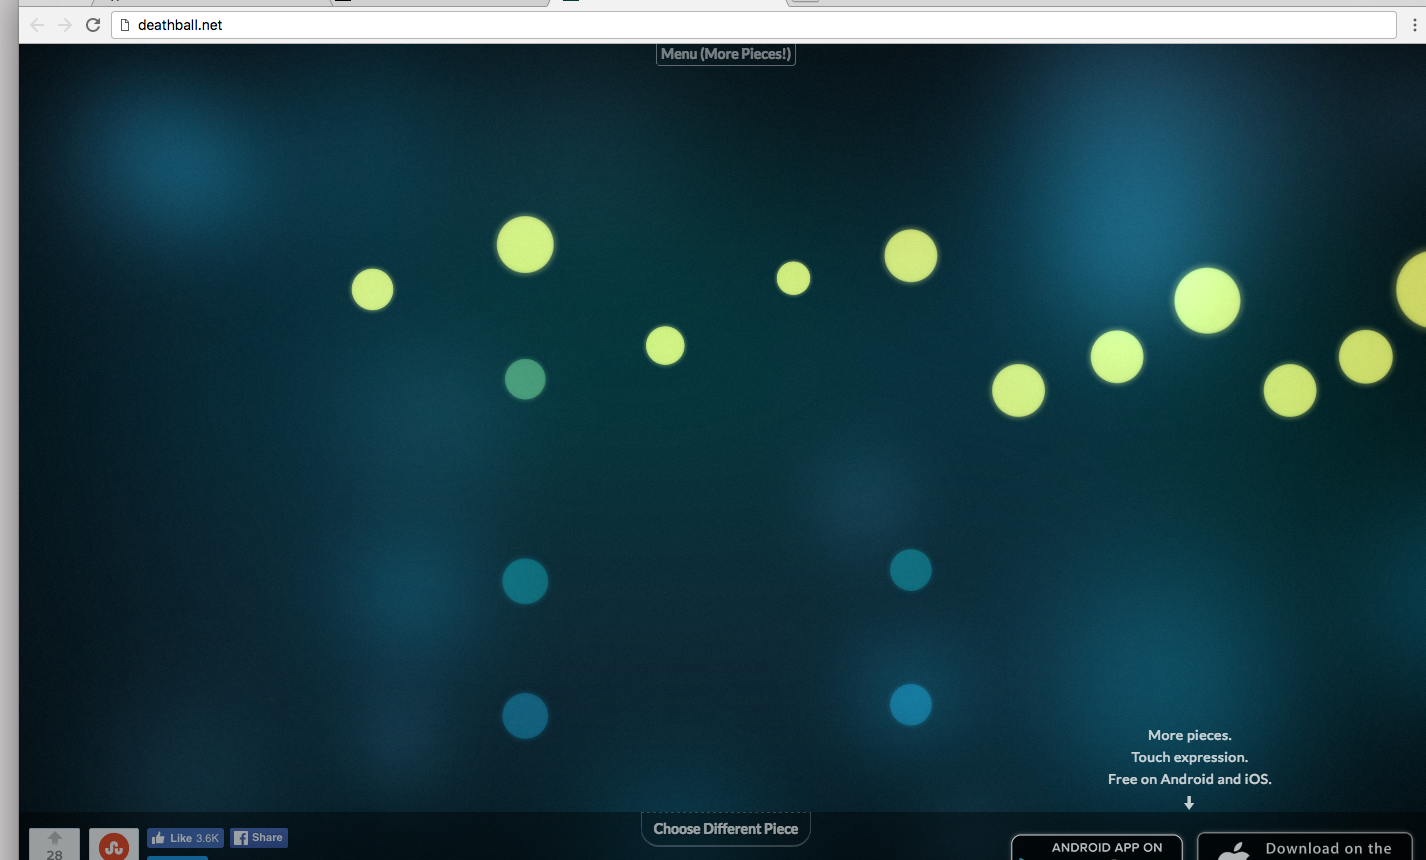 deathball.net
Menu (More Pieces!)
More pieces.
Touch expression.
Free on Android and iOS.
Choose Different Piece
28
Like 3.6K
Share
ANDROID APP ON
Download on the